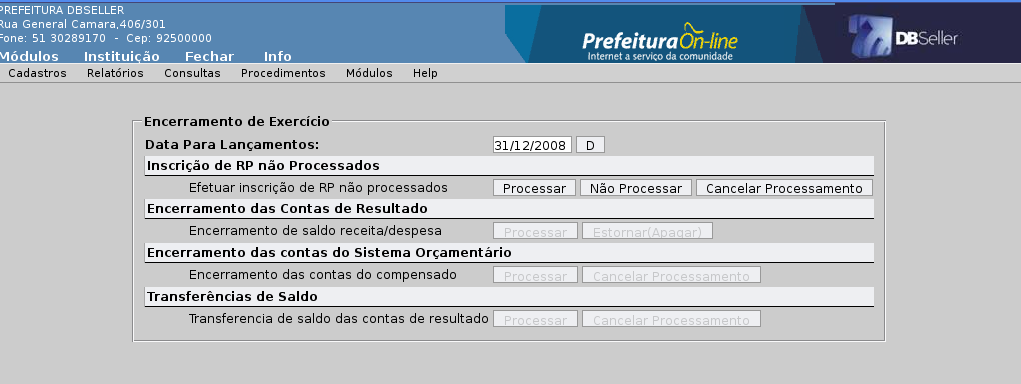 PREFEITURA DBSELLER
Rua General Camara,406/301
Fone: 51 30289170 - Cep: 92500000
PrefeituraOn-line
Internet a serviço da comunidade
DBSeller
Módulos Instituição Fechar Info
Cadastros Relatórios Consultas Procedimentos Módulos Help
Encerramento de Exercício
Data Para Lançamentos: 31/12/2008 D
Inscrição de RP não Processados
Efetuar inscrição de RP não processados Processar Não Processar Cancelar Processamento
Encerramento das Contas de Resultado
Encerramento de saldo receita/despesa Processar Estornar(Apagar)
Encerramento das contas do Sistema Orçamentário
Encerramento das contas do compensado Processar Cancelar Processamento
Transferências de Saldo
Transferencia de saldo das contas de resultado Processar Cancelar Processamento